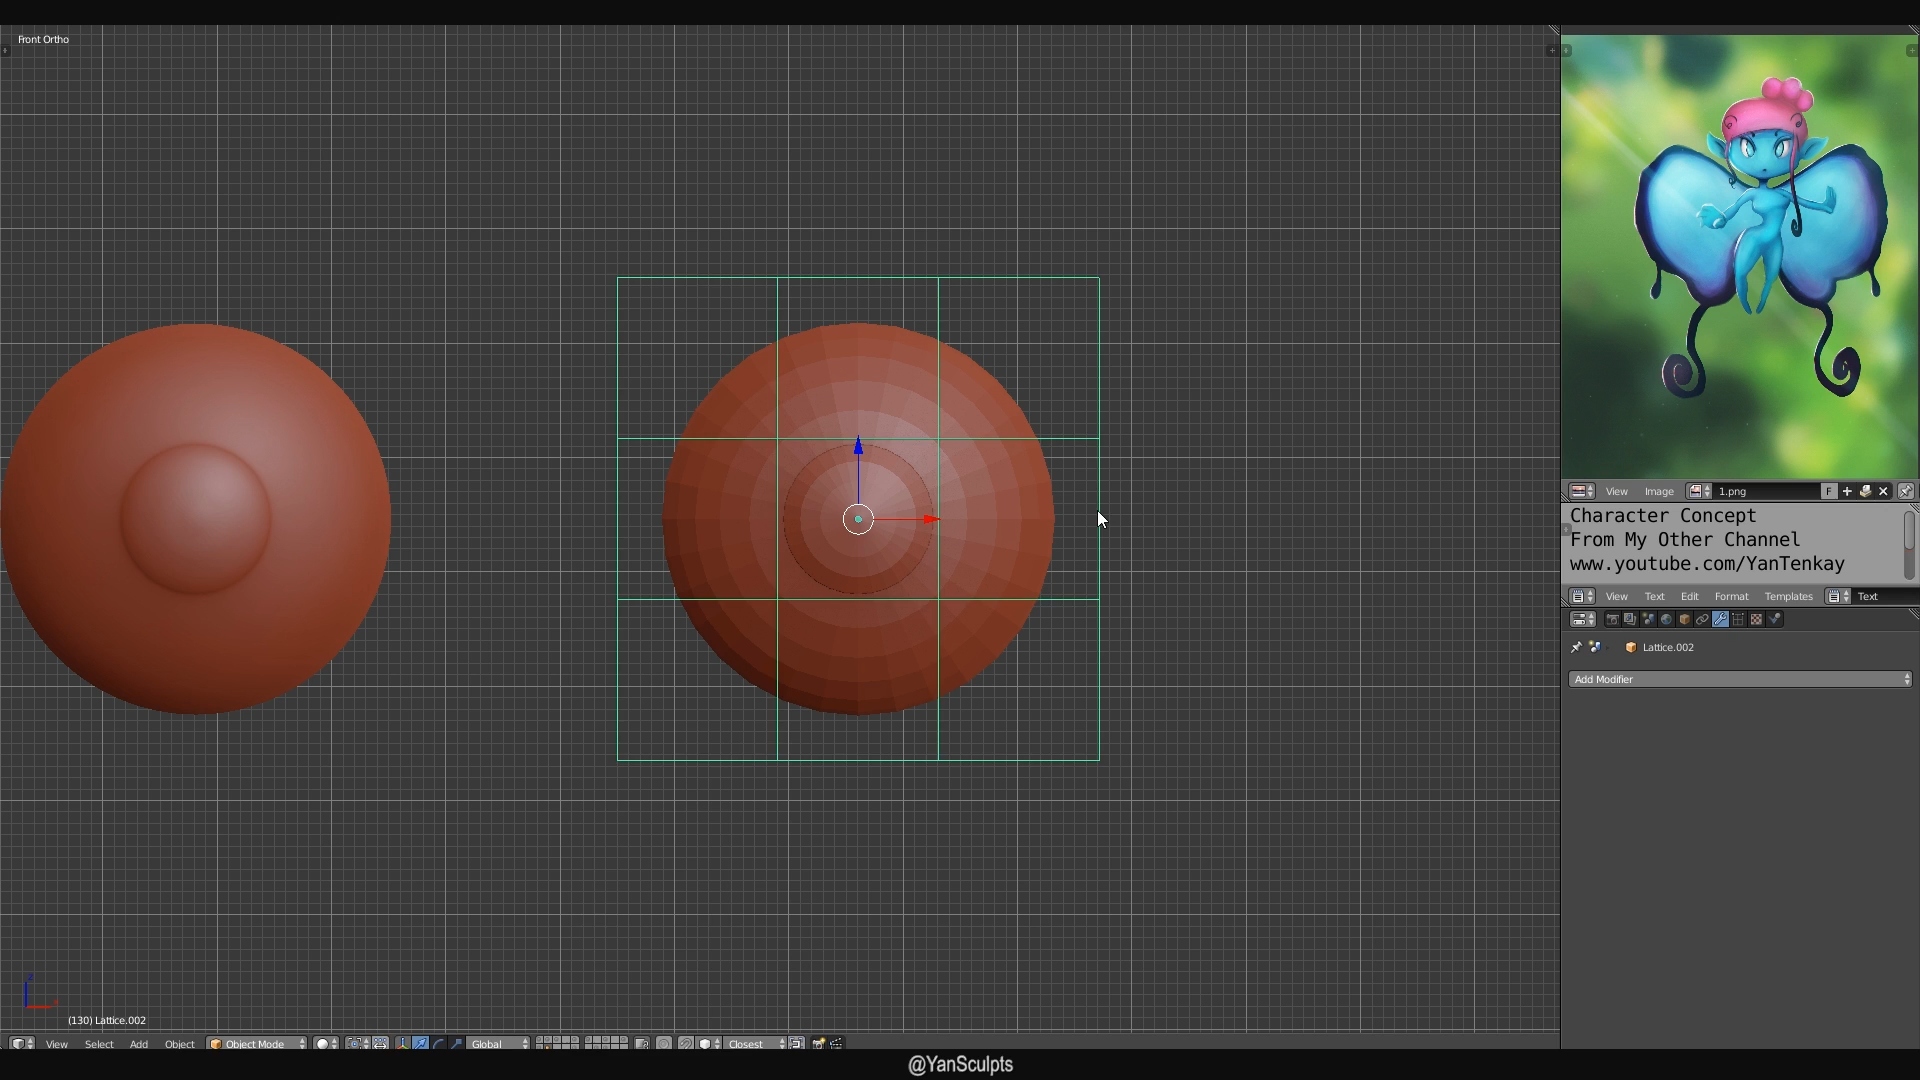 Front Ortho
View Image 1.png F
Character Concept
From My Other Channel
www.youtube.com/YanTenkay
View Text Edit Format Templates Text
Lattice.002
Add Modifier
(130) Lattice.002
View Select Add Object Object Mode Global Closest
@YanSculpts